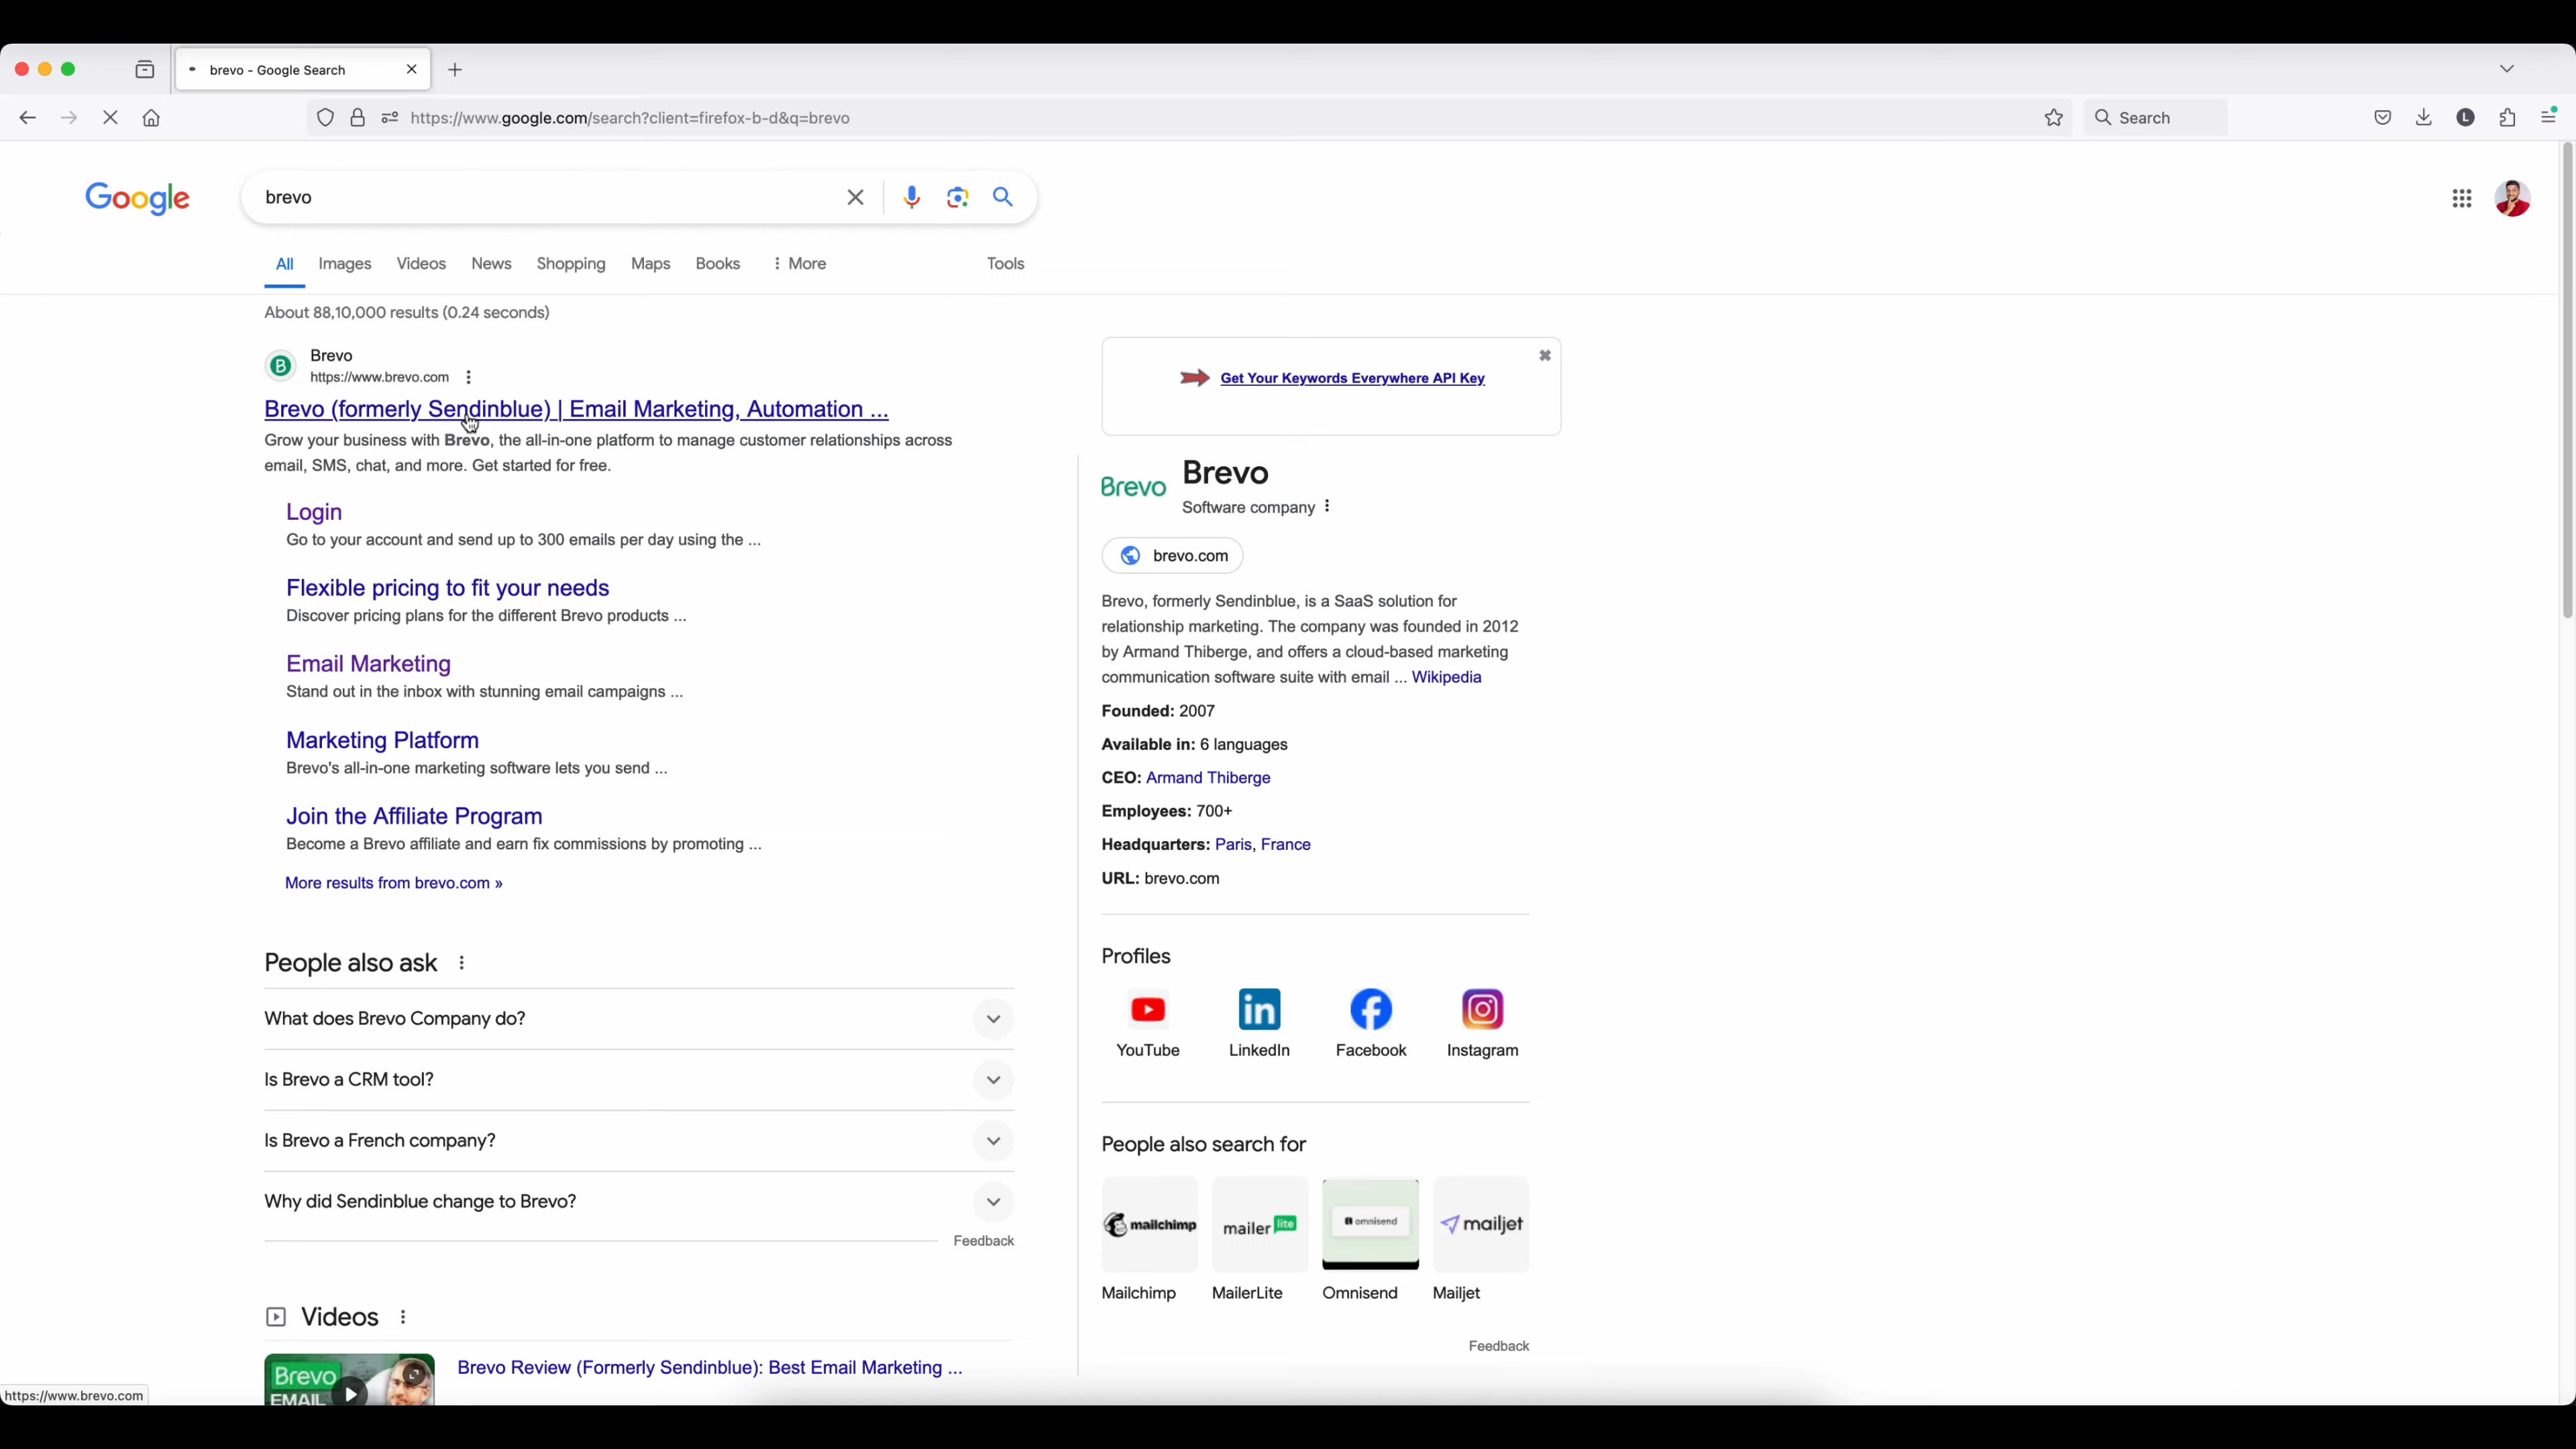 brevo - Google Search
https://www.google.com/search?client=firefox-b-d&q=brevo
Search
L
Google
brevo
All Images Videos News Shopping Maps Books More Tools
About 88,10,000 results (0.24 seconds)
B
Brevo
https://www.brevo.com
Brevo (formerly Sendinblue) | Email Marketing, Automation ...
Grow your business with Brevo, the all-in-one platform to manage customer relationships across
email, SMS, chat, and more. Get started for free.
Login
Go to your account and send up to 300 emails per day using the ...
Flexible pricing to fit your needs
Discover pricing plans for the different Brevo products ...
Email Marketing
Stand out in the inbox with stunning email campaigns ...
Marketing Platform
Brevo's all-in-one marketing software lets you send ...
Join the Affiliate Program
Become a Brevo affiliate and earn fix commissions by promoting ...
More results from brevo.com »
People also ask
What does Brevo Company do?
Is Brevo a CRM tool?
Is Brevo a French company?
Why did Sendinblue change to Brevo?
Feedback
Videos
Brevo
EMAIL
Brevo Review (Formerly Sendinblue): Best Email Marketing ...
https://www.brevo.com
Get Your Keywords Everywhere API Key
Brevo
Brevo
Software company
brevo.com
Brevo, formerly Sendinblue, is a SaaS solution for
relationship marketing. The company was founded in 2012
by Armand Thiberge, and offers a cloud-based marketing
communication software suite with email ... Wikipedia
Founded: 2007
Available in: 6 languages
CEO: Armand Thiberge
Employees: 700+
Headquarters: Paris, France
URL: brevo.com
Profiles
in
YouTube LinkedIn Facebook Instagram
People also search for
mailchimp mailer lite omnisend mailjet
Mailchimp MailerLite Omnisend Mailjet
Feedback